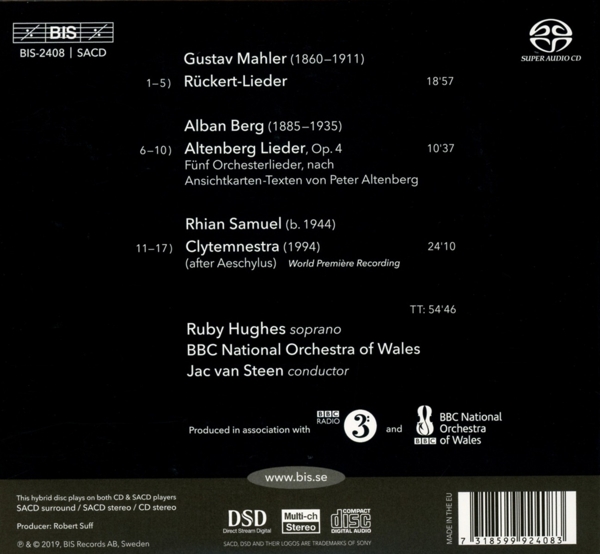 BIS
BIS-2408 | SACD
SUPER AUDIO CD
Gustav Mahler (1860–1911)
1–5) Rückert-Lieder 18'57
Alban Berg (1885–1935)
6–10) Altenberg Lieder, Op. 4 10'37
Fünf Orchesterlieder, nach
Ansichtkarten-Texten von Peter Altenberg
Rhian Samuel (b. 1944)
11–17) Clytemnestra (1994) 24'10
(after Aeschylus) World Première Recording
TT: 54'46
Ruby Hughes soprano
BBC National Orchestra of Wales
Jac van Steen conductor
Produced in association with BBC RADIO 3: and BBC National Orchestra BBC of Wales
www.bis.se
This hybrid disc plays on both CD & SACD players
SACD surround / SACD stereo / CD stereo
Producer: Robert Suff
℗ & © 2019, BIS Records AB, Sweden
DSD
Direct Stream Digital
Multi-ch
Stereo
COMPACT
disc
DIGITAL AUDIO
SACD, DSD AND THEIR LOGOS ARE TRADEMARKS OF SONY
MADE IN THE EU
7 318599 924083